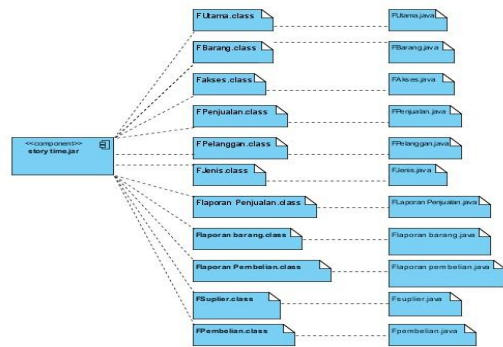 FUtama.class
FUtama.java
FBarang.class
FBarang.java
Fakses.class
FAkses.java
FPenjualan.class
FPenjualan.java
<<component>>
story time.jar
FPelanggan.class
FPelanggan.java
FJenis.class
FJenis.java
Flaporan Penjualan.class
FLaporan Penjualan.java
Flaporan barang.class
Flaporan barang.java
Flaporan Pembelian.class
Flaporan pembelian.java
FSuplier.class
Fsuplier.java
FPembelian.class
Fpembelian.java